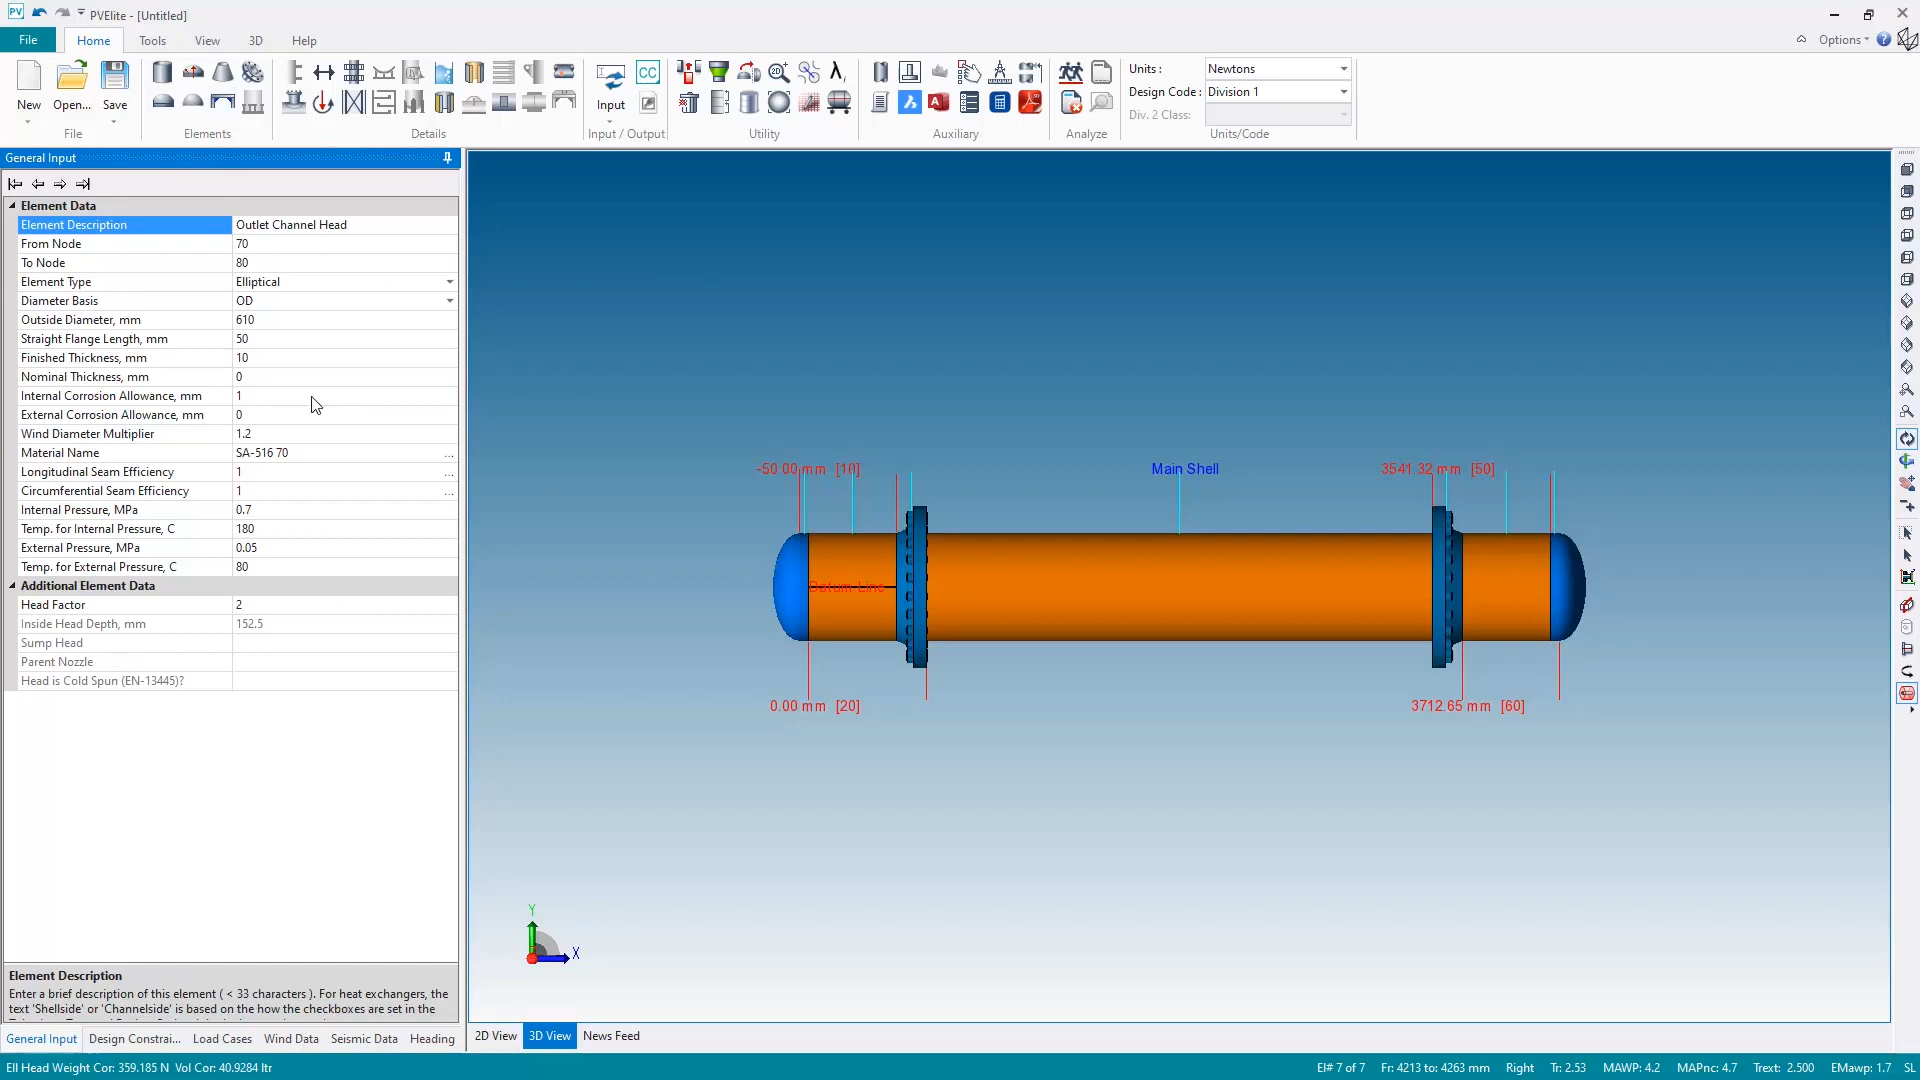 PVElite - [Untitled]
File
Home
Tools
View
3D
Help
Options
New
Open...
Save
Input
File
Elements
Details
Input / Output
Utility
Auxiliary
Analyze
Units/Code
Units : Newtons
Design Code : Division 1
Div. 2 Class:
General Input
Element Data
Element Description Outlet Channel Head
From Node 70
To Node 80
Element Type Elliptical
Diameter Basis OD
Outside Diameter, mm 610
Straight Flange Length, mm 50
Finished Thickness, mm 10
Nominal Thickness, mm 0
Internal Corrosion Allowance, mm 1
External Corrosion Allowance, mm 0
Wind Diameter Multiplier 1.2
Material Name SA-516 70 ...
Longitudinal Seam Efficiency 1 ...
Circumferential Seam Efficiency 1 ...
Internal Pressure, MPa 0.7
Temp. for Internal Pressure, C 180
External Pressure, MPa 0.05
Temp. for External Pressure, C 80
Additional Element Data
Head Factor 2
Inside Head Depth, mm 152.5
Sump Head
Parent Nozzle
Head is Cold Spun (EN-13445)?
-50.00 mm [10]
Main Shell
3541.32 mm [50]
Datum Line
0.00 mm [20]
3712.65 mm [60]
Y
X
Element Description
Enter a brief description of this element ( < 33 characters ). For heat exchangers, the
text 'Shellside' or 'Channelside' is based on the how the checkboxes are set in the
General Input
Design Constrai...
Load Cases
Wind Data
Seismic Data
Heading
2D View
3D View
News Feed
Ell Head Weight Cor: 359.185 N Vol Cor: 40.9284 ltr
El# 7 of 7
Fr: 4213 to: 4263 mm
Right
Tr: 2.53
MAWP: 4.2
MAPnc: 4.7
Trext: 2.500
EMawp: 1.7
SL